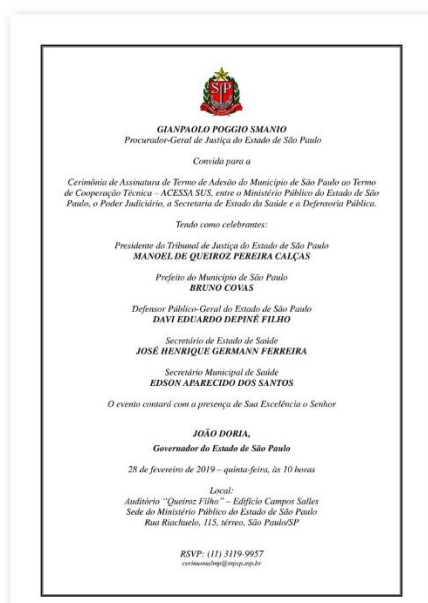 SP
GIANPAOLO POGGIO SMANIO
Procurador-Geral de Justiça do Estado de São Paulo
Convida para a
Cerimônia de Assinatura de Termo de Adesão do Município de São Paulo ao Termo
de Cooperação Técnica – ACESSA SUS, entre o Ministério Público do Estado de São
Paulo, o Poder Judiciário, a Secretaria de Estado da Saúde e a Defensoria Pública.
Tendo como celebrantes:
Presidente do Tribunal de Justiça do Estado de São Paulo
MANOEL DE QUEIROZ PEREIRA CALÇAS
Prefeito do Município de São Paulo
BRUNO COVAS
Defensor Público-Geral do Estado de São Paulo
DAVI EDUARDO DEPINÉ FILHO
Secretário de Estado de Saúde
JOSÉ HENRIQUE GERMANN FERREIRA
Secretário Municipal de Saúde
EDSON APARECIDO DOS SANTOS
O evento contará com a presença de Sua Excelência o Senhor
JOÃO DORIA,
Governador do Estado de São Paulo
28 de fevereiro de 2019 – quinta-feira, às 10 horas
Local:
Auditório “Queiroz Filho” – Edifício Campos Salles
Sede do Ministério Público do Estado de São Paulo
Rua Riachuelo, 115, térreo, São Paulo/SP
RSVP: (11) 3119-9957
cerimonialmp@mpsp.mp.br